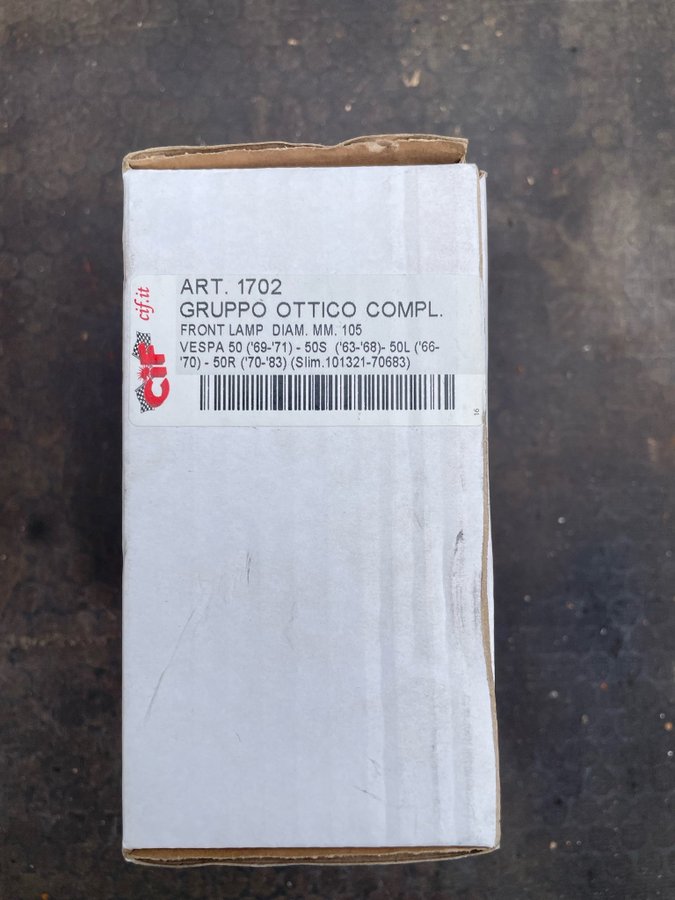 ART. 1702
GRUPPO OTTICO COMPL.
FRONT LAMP DIAM. MM. 105
VESPA 50 ('69-'71) - 50S ('63-'68)- 50L ('66-
'70) - 50R ('70-'83) (Slim.101321-70683)
cif.it
CIF
16